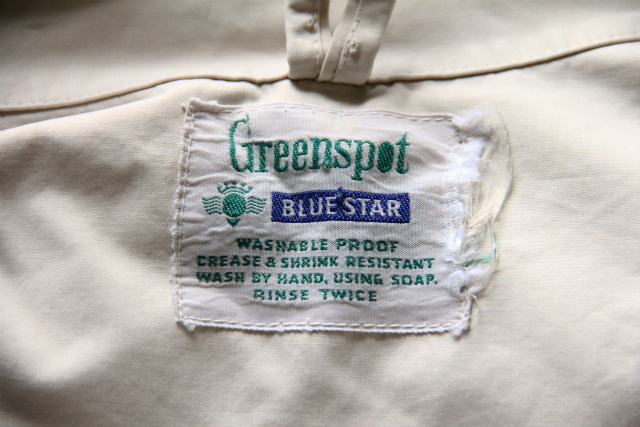 Greenspot
BLUE STAR
WASHABLE PROOF
CREASE & SHRINK RESISTANT
WASH BY HAND, USING SOAP.
RINSE TWICE